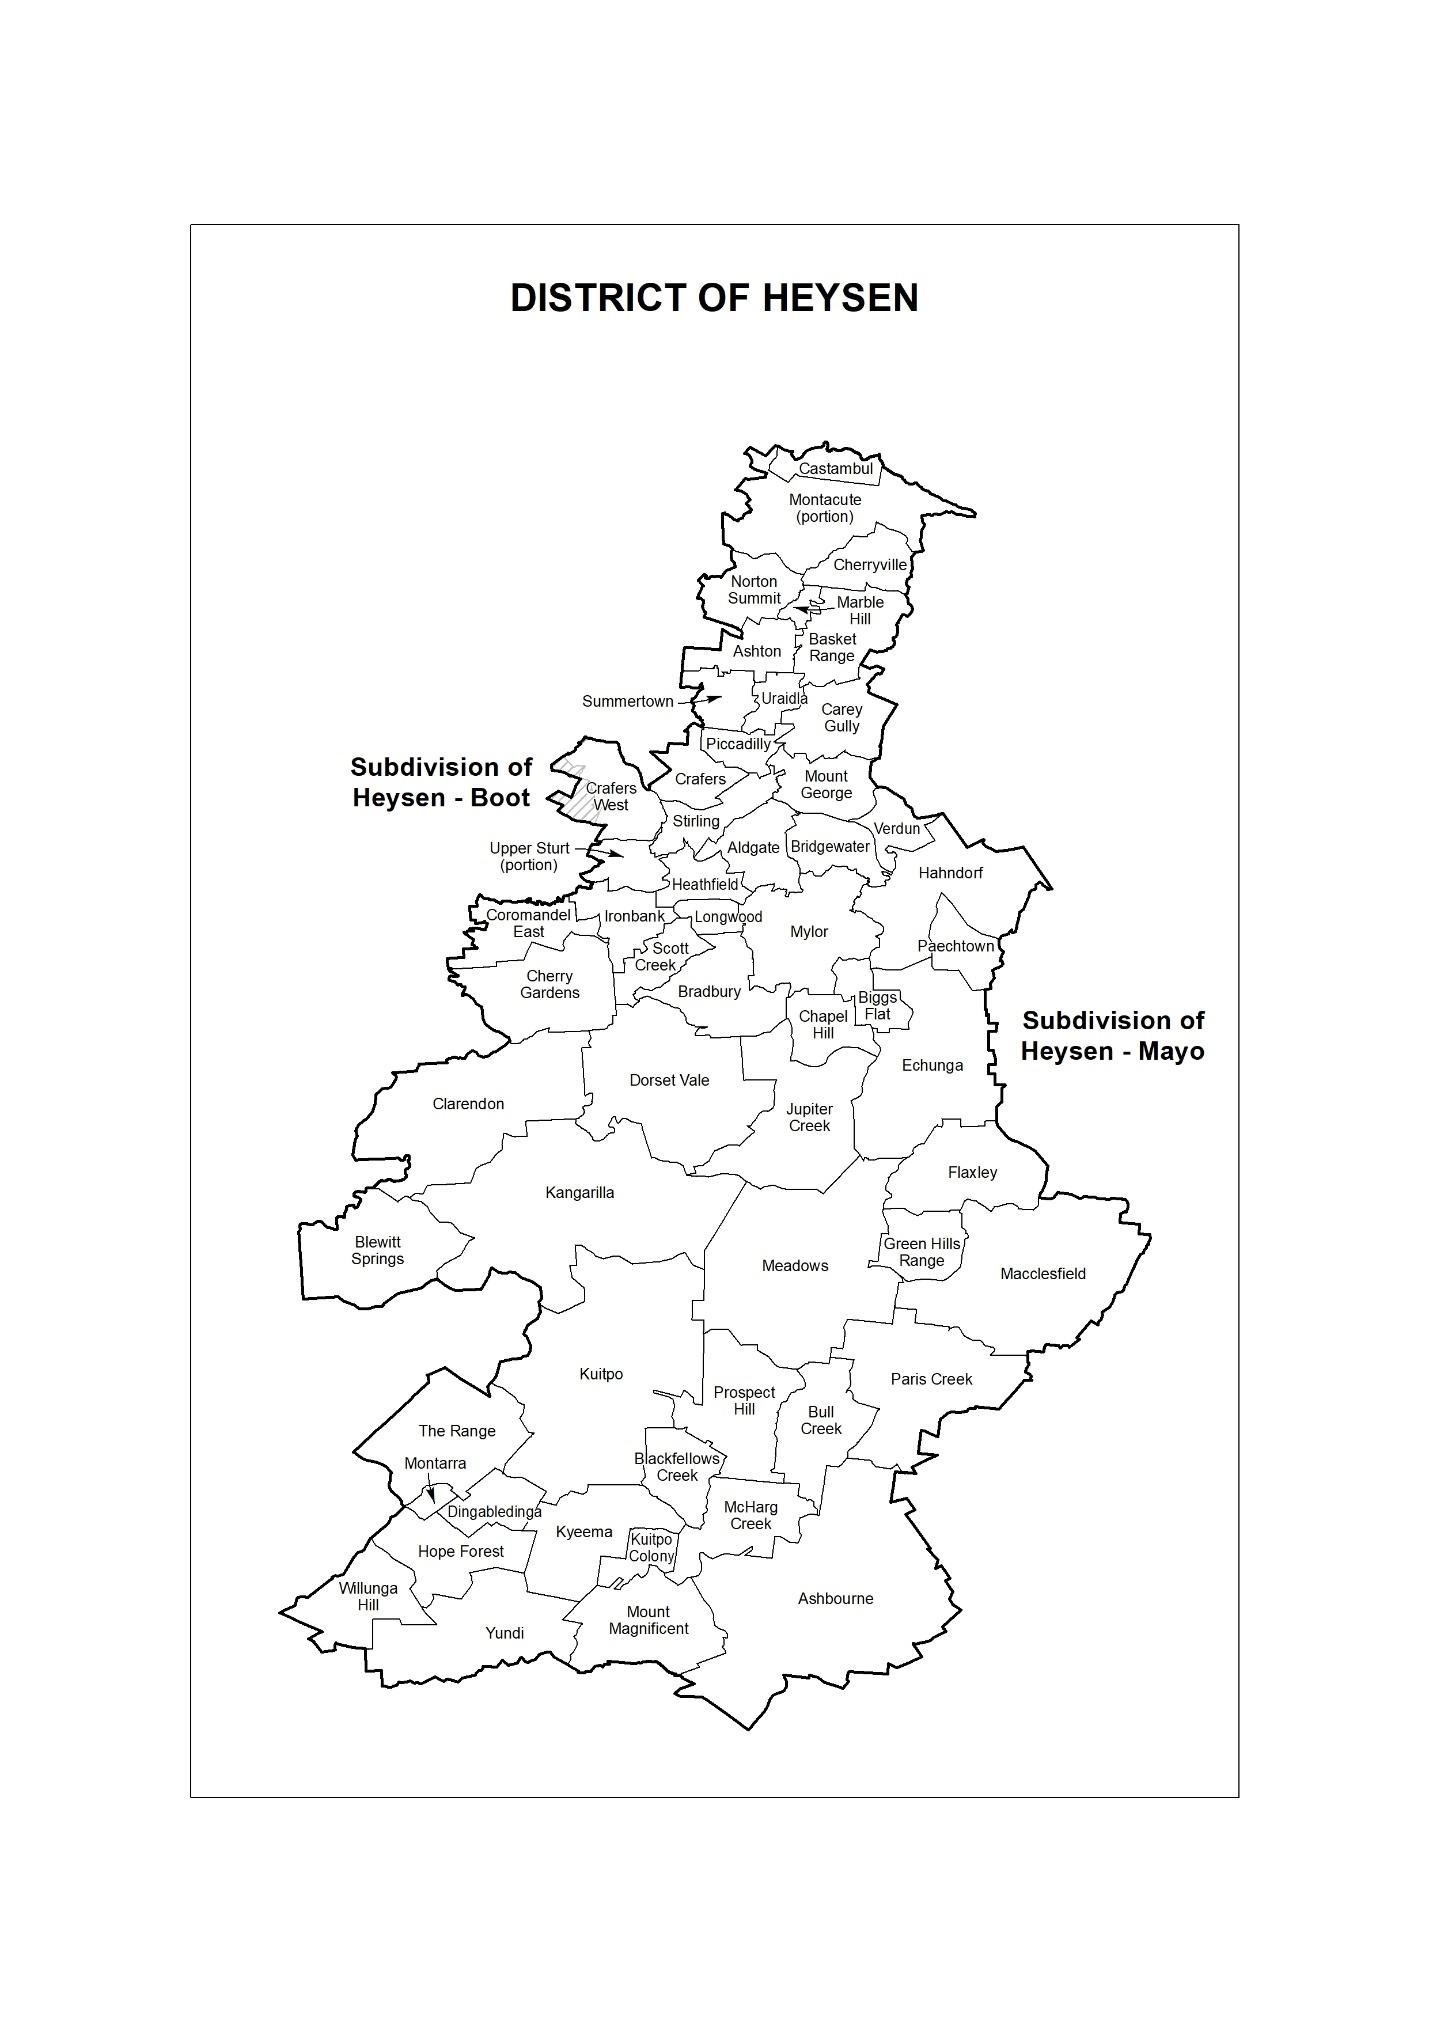 DISTRICT OF HEYSEN
Castambul
Montacute
(portion)
Cherryville
Norton
Summit
Marble
Hill
Basket
Range
Ashton
Summertown
Uraidla
Carey
Gully
Piccadilly
Subdivision of
Heysen - Boot
Crafers
Mount
George
Crafers
West
Stirling
Verdun
Upper Sturt
(portion)
Aldgate
Bridgewater
Hahndorf
Heathfield
Coromandel
East
Ironbank
Longwood
Mylor
Paechtown
Scott
Creek
Cherry
Gardens
Bradbury
Biggs
Flat
Chapel
Hill
Subdivision of
Heysen - Mayo
Echunga
Dorset Vale
Clarendon
Jupiter
Creek
Flaxley
Kangarilla
Blewitt
Springs
Green Hills
Range
Meadows
Macclesfield
Kuitpo
Paris Creek
Prospect
Hill
Bull
Creek
The Range
Montarra
Blackfellows
Creek
Dingabledinga
McHarg
Creek
Kyeema
Kuitpo
Colony
Hope Forest
Willunga
Hill
Ashbourne
Mount
Magnificent
Yundi